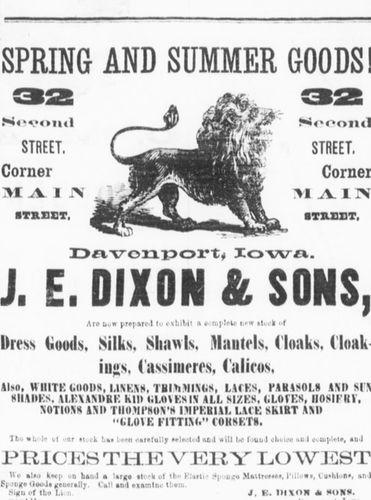 SPRING AND SUMMER GOODS!
32
Second
STREET,
Corner
MAIN
STREET,
32
Second
STREET,
Corner
MAIN
STREET,
Davenport, Iowa.
J. E. DIXON & SONS,
Are now prepared to exhibit a complete new stock of
Dress Goods, Silks, Shawls, Mantels, Cloaks, Cloak-
ings, Cassimeres, Calicos,
Also, WHITE GOODS, LINENS, TRIMMINGS, LACES, PARASOLS AND SUN
SHADES, ALEXANDRE KID GLOVES IN ALL SIZES, GLOVES, HOSIERY,
NOTIONS AND THOMPSON'S IMPERIAL LACE SKIRT AND
"GLOVE FITTING" CORSETS.
The whole of our stock has been carefully selected and will be found choice and complete, and
PRICES THE VERY LOWEST
We also keep on hand a large stock of the Elastic Sponge Mattresses, Pillows, Cushions, and
Sponge Goods generally. Call and examine them.
Sign of the Lion. J. E. DIXON & SONS.